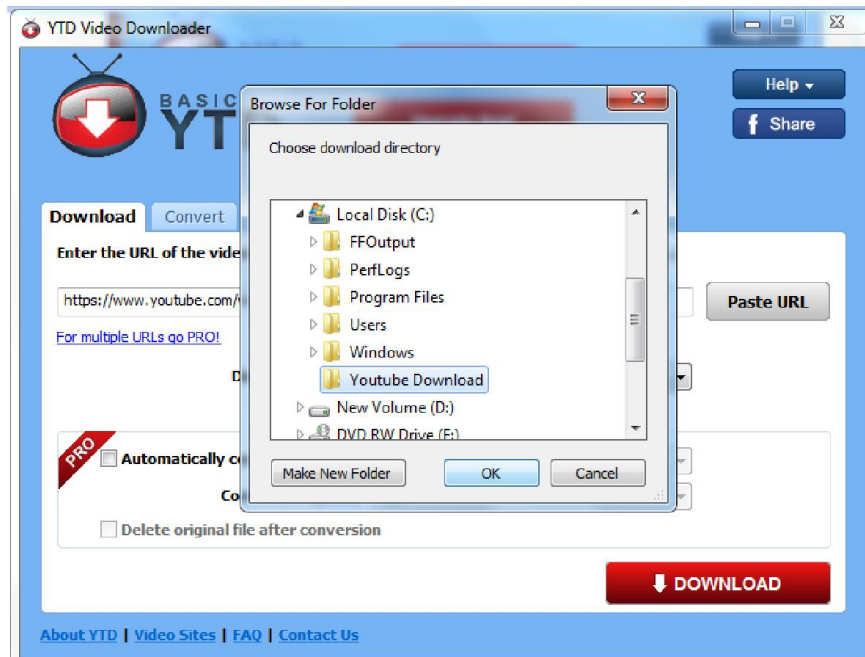 YTD Video Downloader
BASIC
YT
Help
f Share
Browse For Folder
Choose download directory
Local Disk (C:)
FFOutput
PerfLogs
Program Files
Users
Windows
Youtube Download
New Volume (D:)
DVD RW Drive (E:)
Make New Folder
OK
Cancel
Download
Convert
Enter the URL of the vide
https://www.youtube.com/
Paste URL
For multiple URLs go PRO!
D
PRO
Automatically c
Co
Delete original file after conversion
DOWNLOAD
About YTD | Video Sites | FAQ | Contact Us